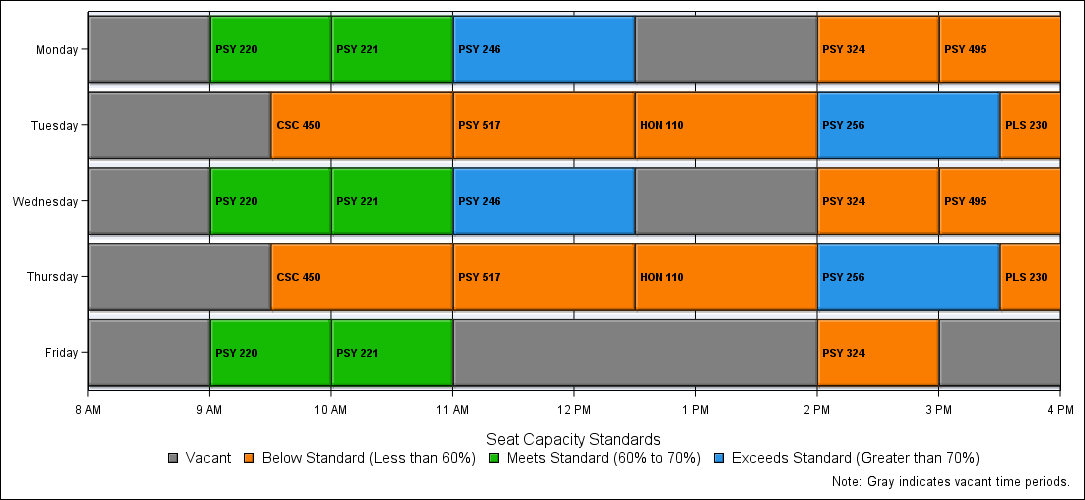 Monday PSY 220 PSY 221 PSY 246 PSY 324 PSY 495
Tuesday CSC 450 PSY 517 HON 110 PSY 256 PLS 230
Wednesday PSY 220 PSY 221 PSY 246 PSY 324 PSY 495
Thursday CSC 450 PSY 517 HON 110 PSY 256 PLS 230
Friday PSY 220 PSY 221 PSY 324
8 AM 9 AM 10 AM 11 AM 12 PM 1 PM 2 PM 3 PM 4 PM
Seat Capacity Standards
Vacant Below Standard (Less than 60%) Meets Standard (60% to 70%) Exceeds Standard (Greater than 70%)
Note: Gray indicates vacant time periods.